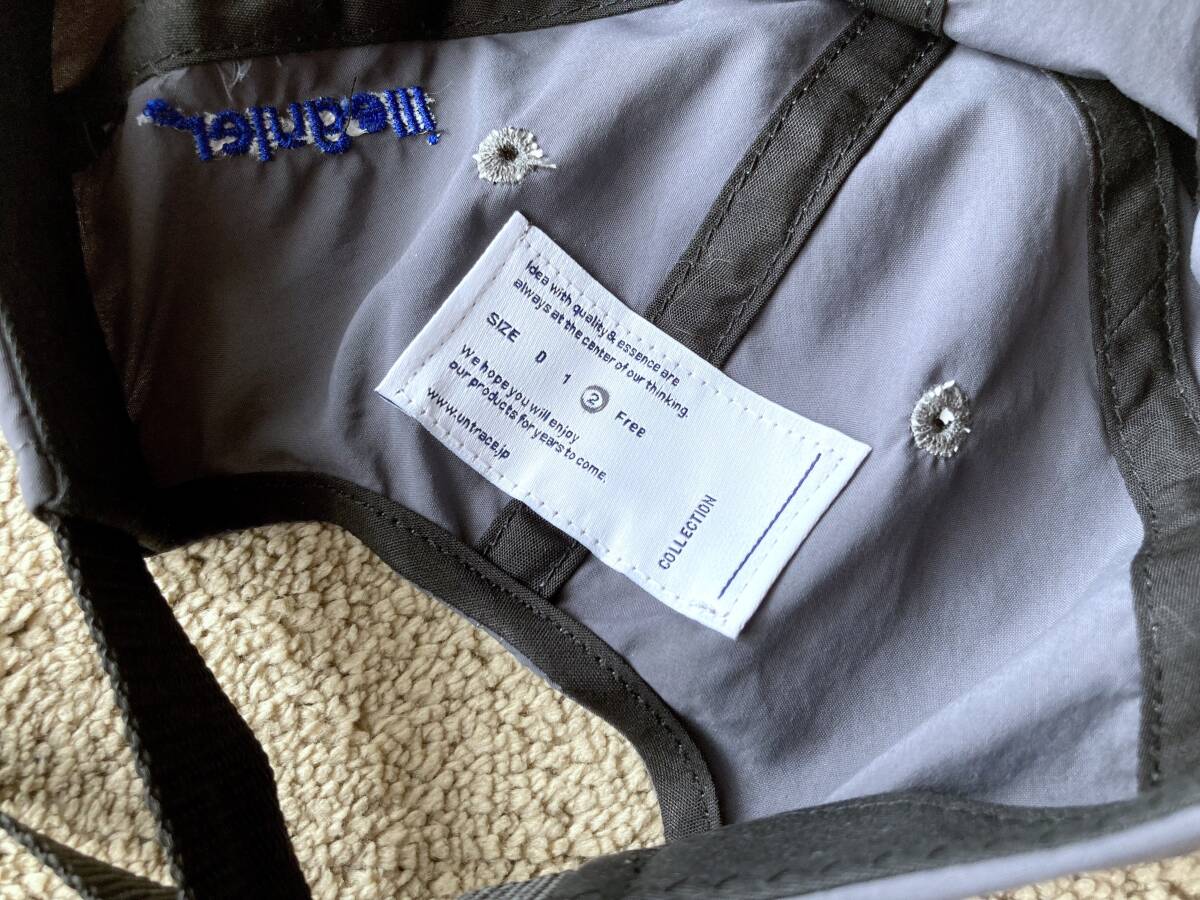 Idea with quality & essence are
always at the center of our thinking.
SIZE 0 1 2 Free
We hope you will enjoy
our products for years to come.
www.untrace.jp
COLLECTION